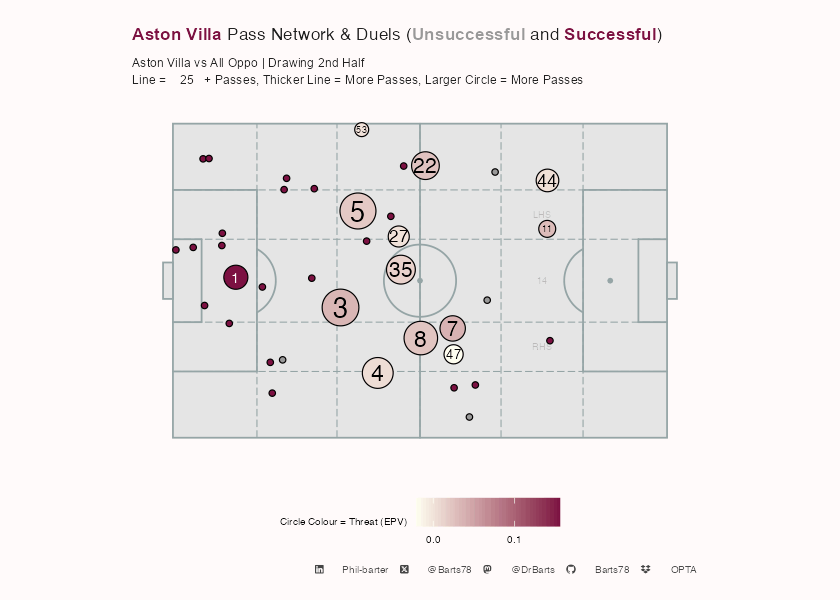 Aston Villa Pass Network & Duels (Unsuccessful and Successful)
Aston Villa vs All Oppo | Drawing 2nd Half
Line = 25 + Passes, Thicker Line = More Passes, Larger Circle = More Passes
53
22
44
5
LHS
11
27
35
1
14
3
7
8
RHS
47
4
Circle Colour = Threat (EPV)
0.0 0.1
Phil-barter @Barts78 @DrBarts Barts78 OPTA